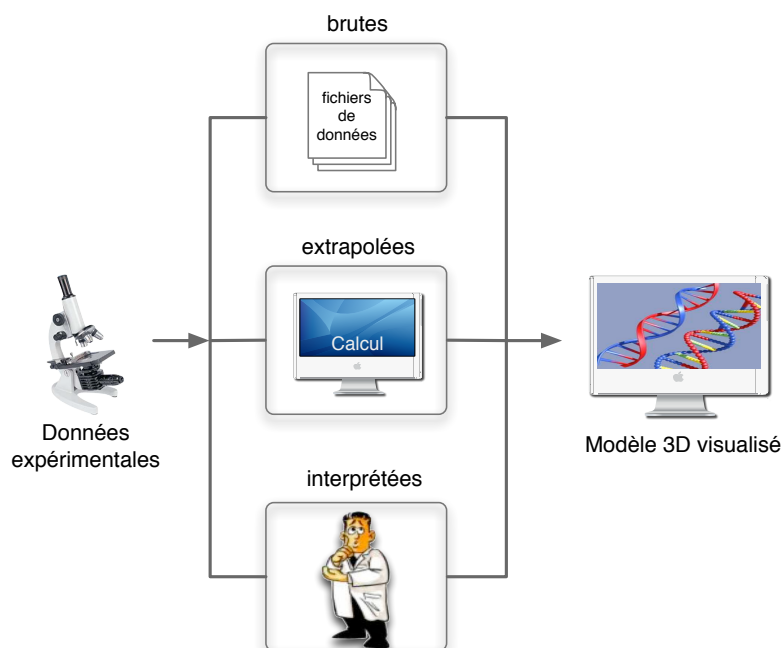 brutes
fichiers
de
données
extrapolées
Calcul
Données
expérimentales
Modèle 3D visualisé
interprétées